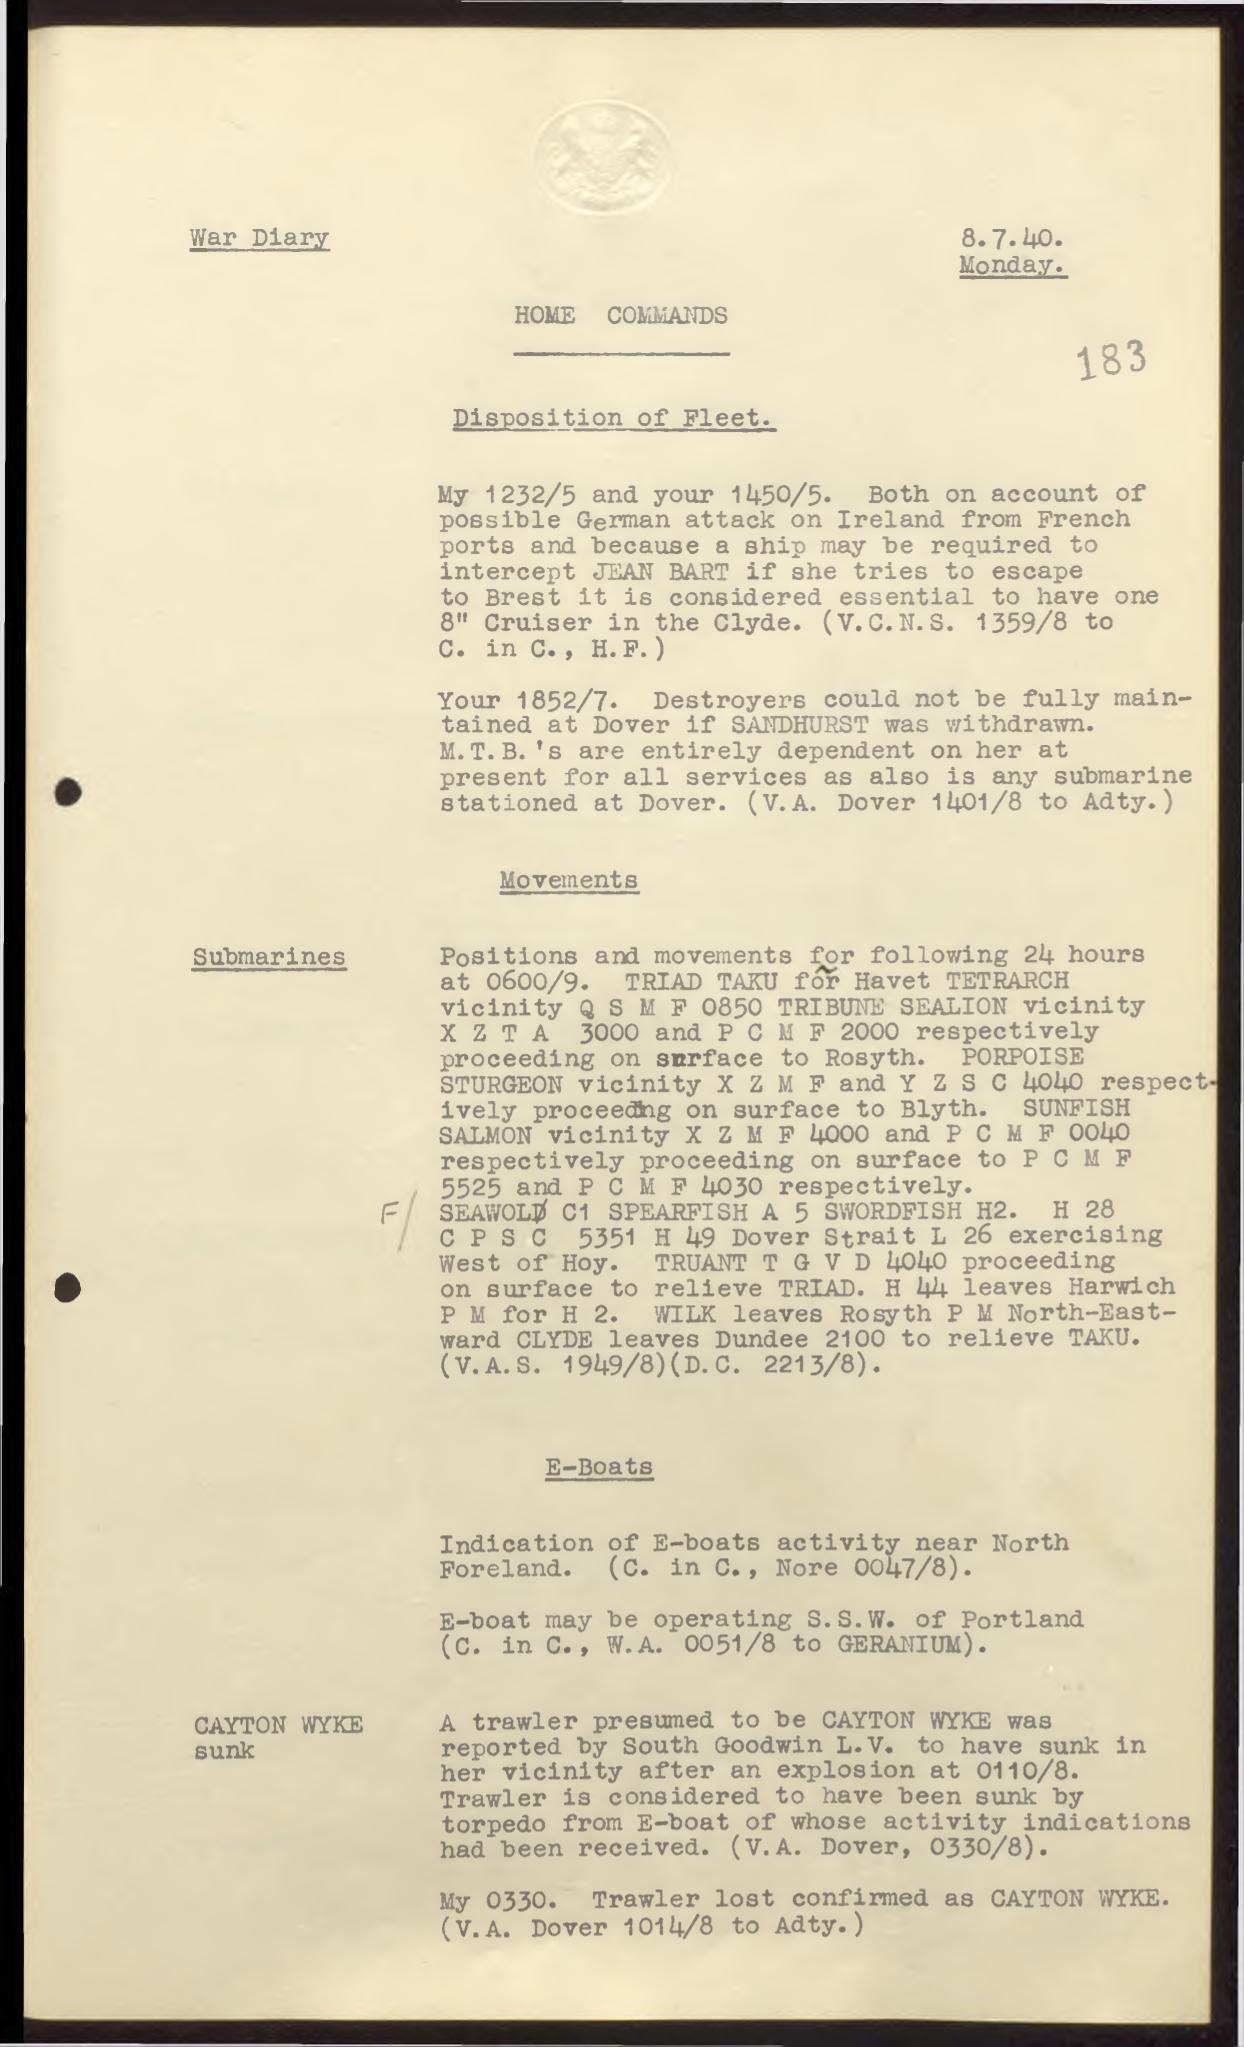 War Diary
8.7.40.
Monday.
HOME COMMANDS
183
Disposition of Fleet.
My 1232/5 and your 1450/5. Both on account of
possible German attack on Ireland from French
ports and because a ship may be required to
intercept JEAN BART if she tries to escape
to Brest it is considered essential to have one
8" Cruiser in the Clyde. (V.C.N.S. 1359/8 to
C. in C., H.F.)
Your 1852/7. Destroyers could not be fully main-
tained at Dover if SANDHURST was withdrawn.
M.T.B.'s are entirely dependent on her at
present for all services as also is any submarine
stationed at Dover. (V.A. Dover 1401/8 to Adty.)
Movements
Submarines
Positions and movements for following 24 hours
at 0600/9. TRIAD TAKU for Havet TETRARCH
vicinity Q S M F 0850 TRIBUNE SEALION vicinity
X Z T A 3000 and P C M F 2000 respectively
proceeding on surface to Rosyth. PORPOISE
STURGEON vicinity X Z M F and Y Z S C 4040 respect-
ively proceedng on surface to Blyth. SUNFISH
SALMON vicinity X Z M F 4000 and P C M F 0040
respectively proceeding on surface to P C M F
5525 and P C M F 4030 respectively.
F/ SEAWOLD C1 SPEARFISH A 5 SWORDFISH H2. H 28
C P S C 5351 H 49 Dover Strait L 26 exercising
West of Hoy. TRUANT T G V D 4040 proceeding
on surface to relieve TRIAD. H 44 leaves Harwich
P M for H 2. WILK leaves Rosyth P M North-East-
ward CLYDE leaves Dundee 2100 to relieve TAKU.
(V.A.S. 1949/8)(D.C. 2213/8).
E-Boats
Indication of E-boats activity near North
Foreland. (C. in C., Nore 0047/8).
E-boat may be operating S.S.W. of Portland
(C. in C., W.A. 0051/8 to GERANIUM).
CAYTON WYKE
sunk
A trawler presumed to be CAYTON WYKE was
reported by South Goodwin L.V. to have sunk in
her vicinity after an explosion at 0110/8.
Trawler is considered to have been sunk by
torpedo from E-boat of whose activity indications
had been received. (V.A. Dover, 0330/8).
My 0330. Trawler lost confirmed as CAYTON WYKE.
(V.A. Dover 1014/8 to Adty.)